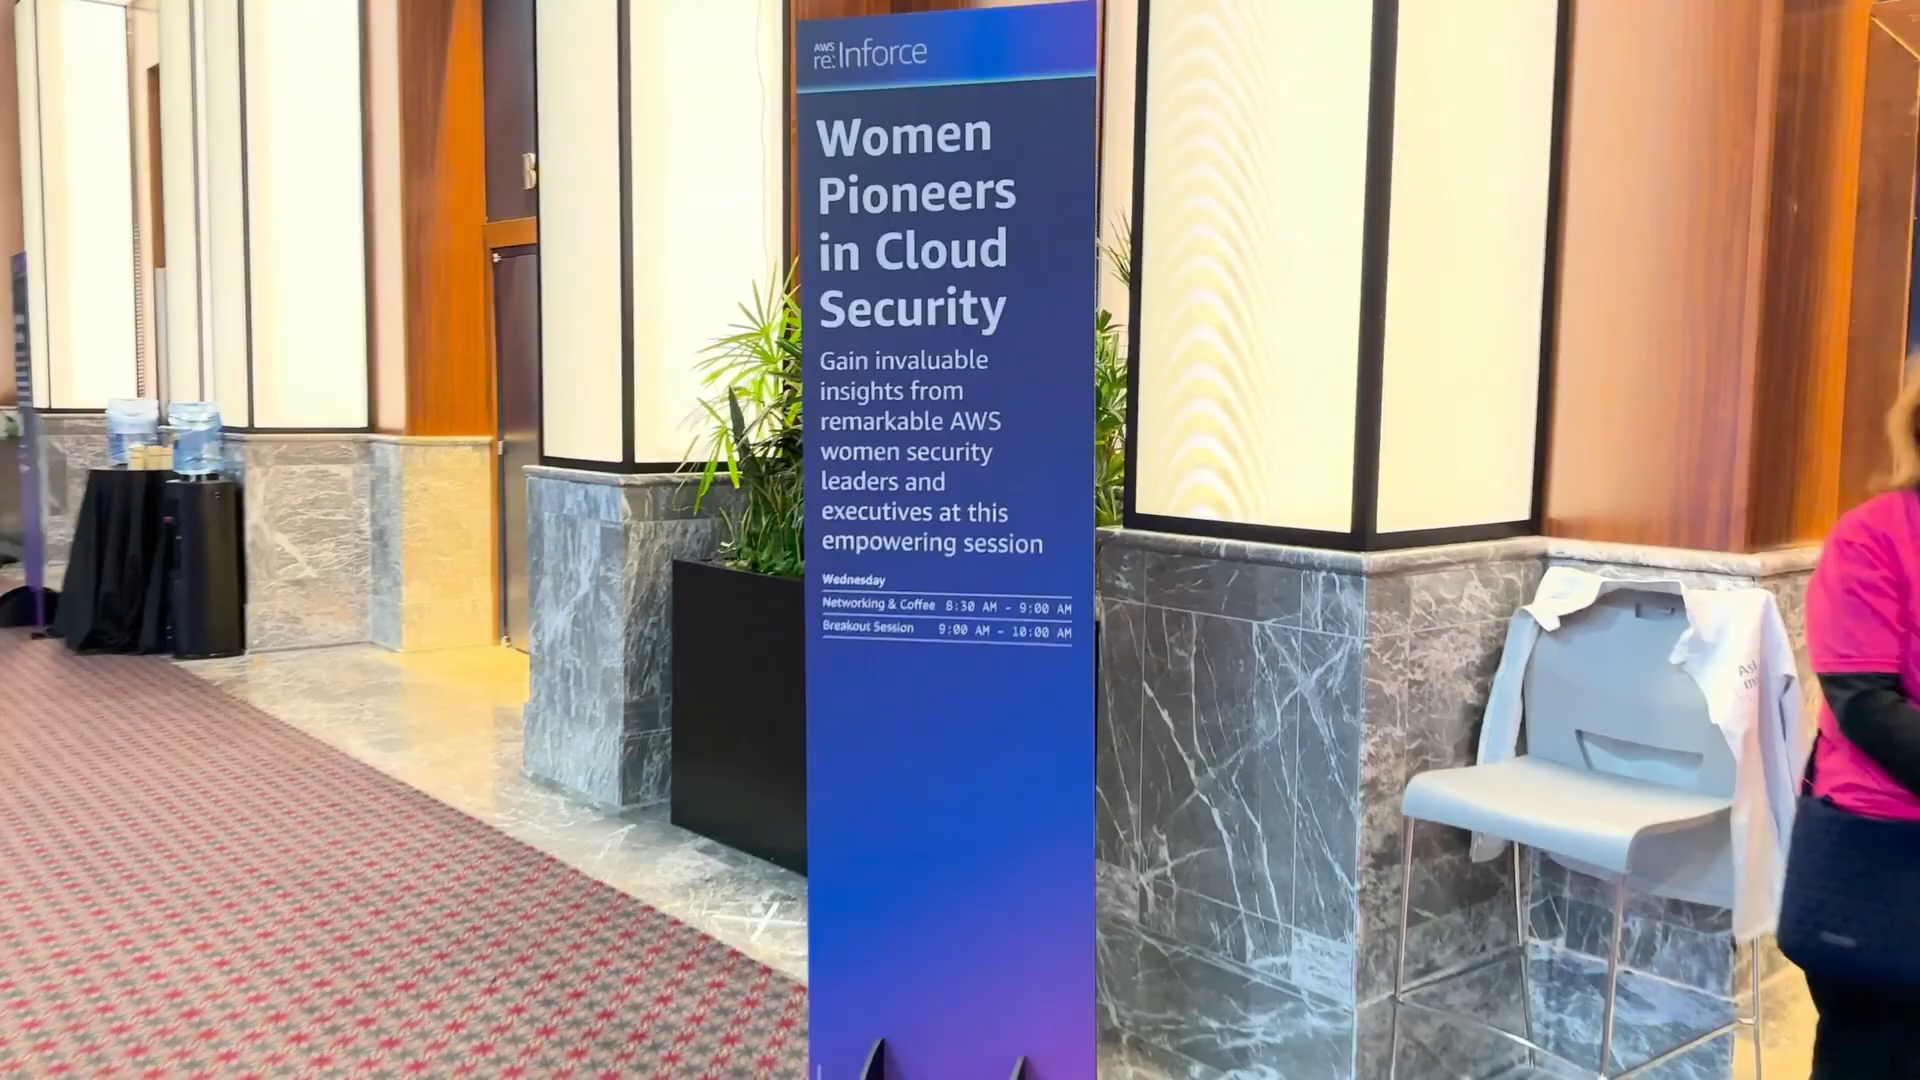 AWS
re:Inforce
Women
Pioneers
in Cloud
Security
Gain invaluable
insights from
remarkable AWS
women security
leaders and
executives at this
empowering session
Wednesday
Networking & Coffee 8:30 AM - 9:00 AM
Breakout Session 9:00 AM - 10:00 AM
B